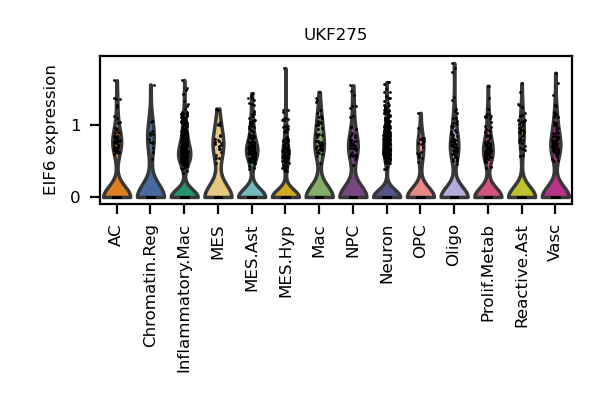 UKF275
EIF6 expression
1
0
AC
Chromatin.Reg
Inflammatory.Mac
MES
MES.Ast
MES.Hyp
Mac
NPC
Neuron
OPC
Oligo
Prolif.Metab
Reactive.Ast
Vasc